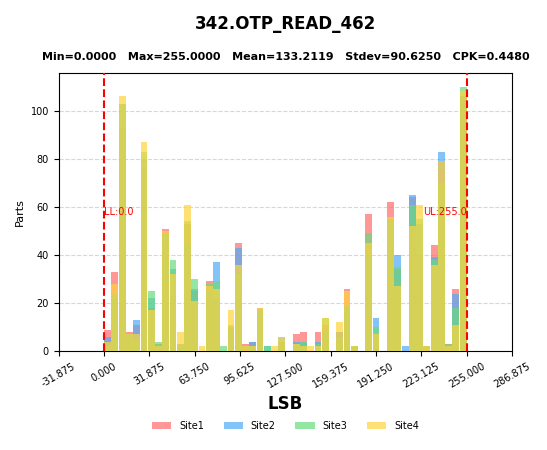 342.OTP_READ_462
Min=0.0000 Max=255.0000 Mean=133.2119 Stdev=90.6250 CPK=0.4480
Parts
100
80
60
40
20
0
LL:0.0
UL:255.0
-31.875 0.000 31.875 63.750 95.625 127.500 159.375 191.250 223.125 255.000 286.875
LSB
Site1 Site2 Site3 Site4